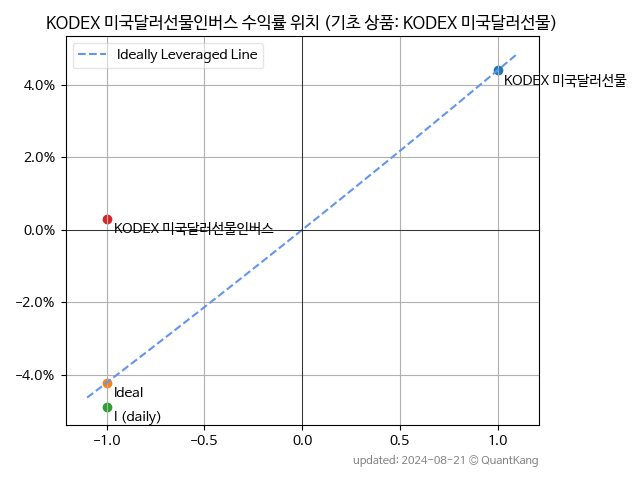 KODEX 미국달러선물인버스 수익률 위치 (기초 상품: KODEX 미국달러선물)
Ideally Leveraged Line
KODEX 미국달러선물
4.0%
2.0%
KODEX 미국달러선물인버스
0.0%
−2.0%
−4.0%
Ideal
I (daily)
−1.0 −0.5 0.0 0.5 1.0
updated: 2024-08-21 © QuantKang